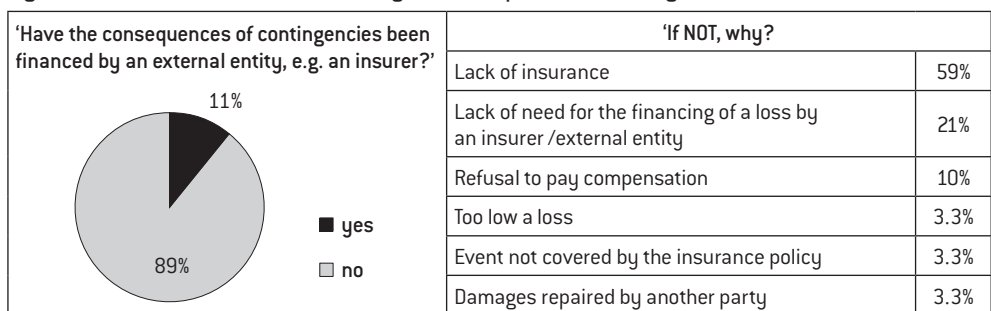 'Have the consequences of contingencies been
financed by an external entity, e.g. an insurer?'
11%
89%
yes
no
'If NOT, why?
Lack of insurance 59%
Lack of need for the financing of a loss by
an insurer /external entity 21%
Refusal to pay compensation 10%
Too low a loss 3.3%
Event not covered by the insurance policy 3.3%
Damages repaired by another party 3.3%